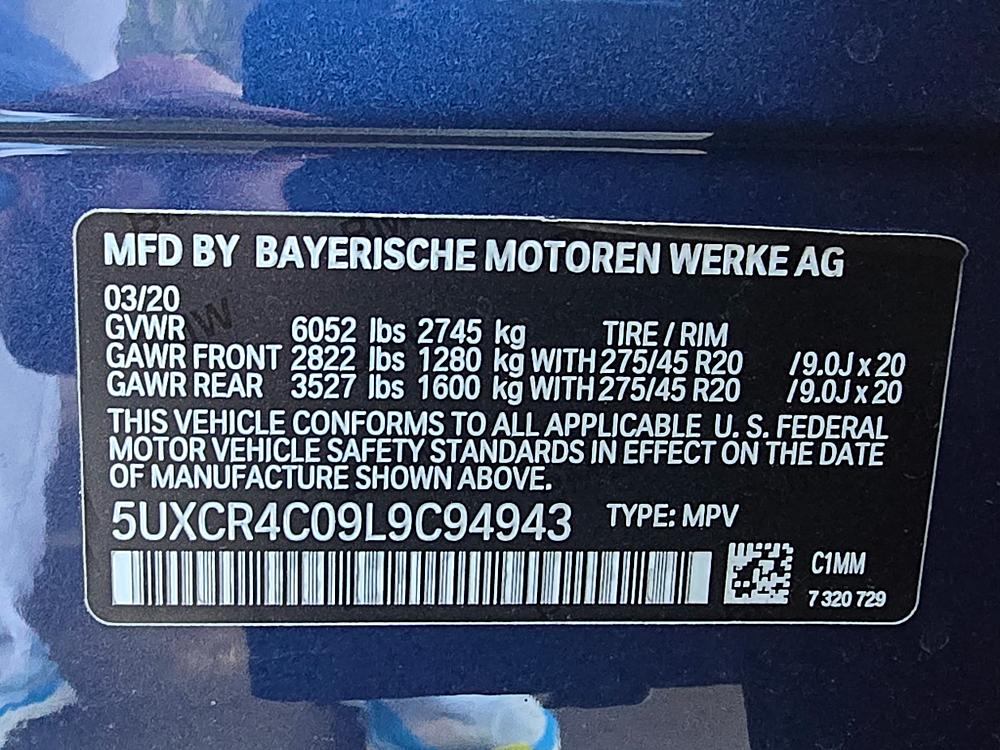 MFD BY BAYERISCHE MOTOREN WERKE AG
03/20
GVWR 6052 lbs 2745 kg TIRE / RIM
GAWR FRONT 2822 lbs 1280 kg WITH 275/45 R20 /9.0J x 20
GAWR REAR 3527 lbs 1600 kg WITH 275/45 R20 /9.0J x 20
THIS VEHICLE CONFORMS TO ALL APPLICABLE U. S. FEDERAL
MOTOR VEHICLE SAFETY STANDARDS IN EFFECT ON THE DATE
OF MANUFACTURE SHOWN ABOVE.
5UXCR4C09L9C94943 TYPE: MPV
C1MM
7 320 729